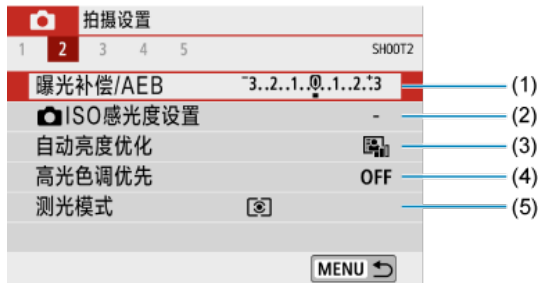 拍摄设置
1 2 3 4 5 SHOOT2
曝光补偿/AEB -3..2..1..0..1..2..+3 (1)
ISO感光度设置 - (2)
自动亮度优化 (3)
高光色调优先 OFF (4)
测光模式 (5)
MENU